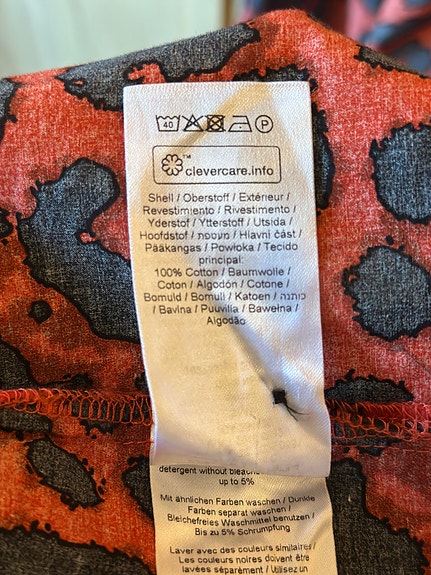 40 P
™
clevercare.info
Shell / Oberstoff / Extérieur /
Revestimiento / Rivestimento /
Yderstof / Ytterstoff / Utsida /
Hoofdstof / מעטפת / Hlavní část /
Pääkangas / Powłoka / Tecido
principal:
100% Cotton / Baumwolle /
Coton / Algodón / Cotone /
Bomuld / Bomull / Katoen / כותנה
/ Bavlna / Puuvilla / Bawełna /
Algodão
detergent without bleach
up to 5%
Mit ähnlichen Farben waschen / Dunkle
Farben separat waschen /
Bleichefreies Waschmittel benutzen /
Bis zu 5% Schrumpfung
Laver avec des couleurs similaires /
Les couleurs noires doivent être
lavées séparément / Utilisez un